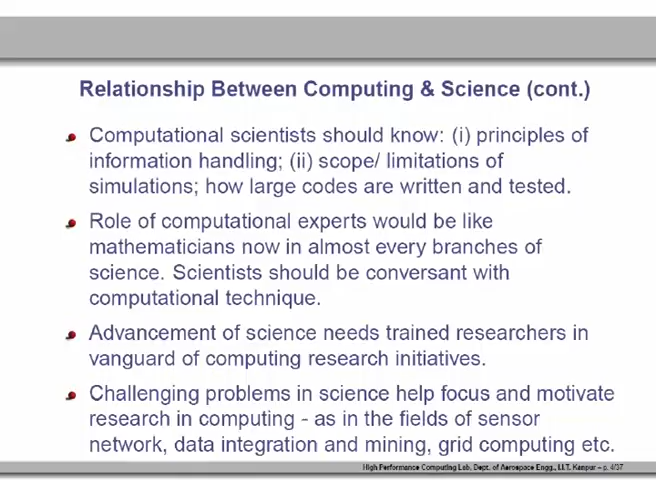 Relationship Between Computing & Science (cont.)
Computational scientists should know: (i) principles of
information handling; (ii) scope/ limitations of
simulations; how large codes are written and tested.
Role of computational experts would be like
mathematicians now in almost every branches of
science. Scientists should be conversant with
computational technique.
Advancement of science needs trained researchers in
vanguard of computing research initiatives.
Challenging problems in science help focus and motivate
research in computing - as in the fields of sensor
network, data integration and mining, grid computing etc.
High Performance Computing Lab, Dept. of Aerospace Engg., I.I.T. Kanpur – p. 4/37